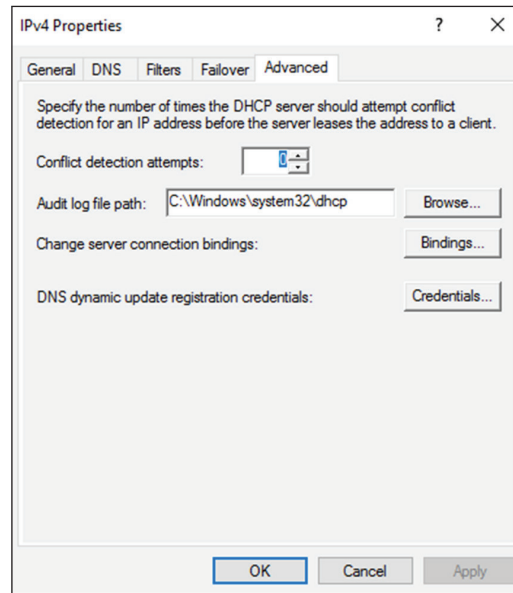 IPv4 Properties
? ×
General DNS Filters Failover Advanced
Specify the number of times the DHCP server should attempt conflict
detection for an IP address before the server leases the address to a client.
Conflict detection attempts: 0
Audit log file path: C:\Windows\system32\dhcp Browse...
Change server connection bindings: Bindings...
DNS dynamic update registration credentials: Credentials...
OK Cancel Apply